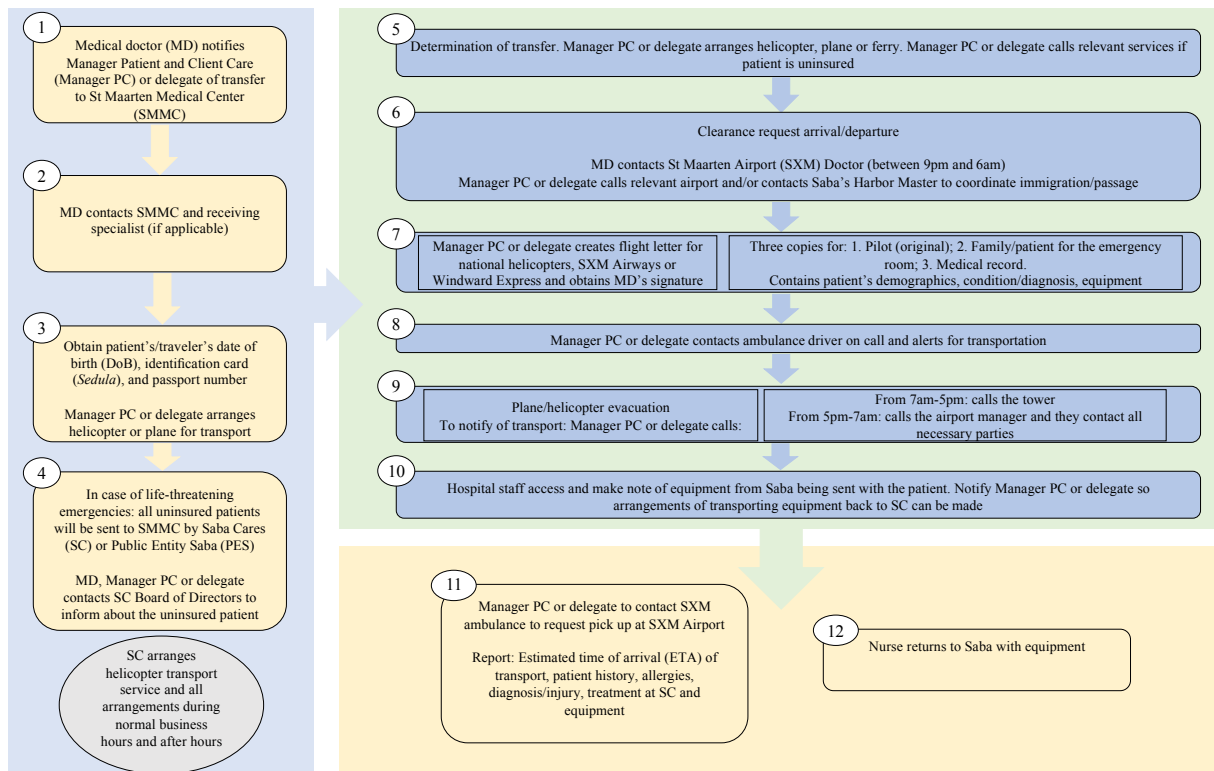 1
Medical doctor (MD) notifies
Manager Patient and Client Care
(Manager PC) or delegate of transfer
to St Maarten Medical Center
(SMMC)
2
MD contacts SMMC and receiving
specialist (if applicable)
3
Obtain patient's/traveler's date of
birth (DoB), identification card
(Sedula), and passport number
Manager PC or delegate arranges
helicopter or plane for transport
4
In case of life-threatening
emergencies: all uninsured patients
will be sent to SMMC by Saba Cares
(SC) or Public Entity Saba (PES)
MD, Manager PC or delegate
contacts SC Board of Directors to
inform about the uninsured patient
SC arranges
helicopter transport
service and all
arrangements during
normal business
hours and after hours
5
Determination of transfer. Manager PC or delegate arranges helicopter, plane or ferry. Manager PC or delegate calls relevant services if
patient is uninsured
6
Clearance request arrival/departure
MD contacts St Maarten Airport (SXM) Doctor (between 9pm and 6am)
Manager PC or delegate calls relevant airport and/or contacts Saba's Harbor Master to coordinate immigration/passage
7
Manager PC or delegate creates flight letter for
national helicopters, SXM Airways or
Windward Express and obtains MD's signature
Three copies for: 1. Pilot (original); 2. Family/patient for the emergency
room; 3. Medical record.
Contains patient's demographics, condition/diagnosis, equipment
8
Manager PC or delegate contacts ambulance driver on call and alerts for transportation
9
Plane/helicopter evacuation
To notify of transport: Manager PC or delegate calls:
From 7am-5pm: calls the tower
From 5pm-7am: calls the airport manager and they contact all
necessary parties
10
Hospital staff access and make note of equipment from Saba being sent with the patient. Notify Manager PC or delegate so
arrangements of transporting equipment back to SC can be made
11
Manager PC or delegate to contact SXM
ambulance to request pick up at SXM Airport
Report: Estimated time of arrival (ETA) of
transport, patient history, allergies,
diagnosis/injury, treatment at SC and
equipment
12
Nurse returns to Saba with equipment